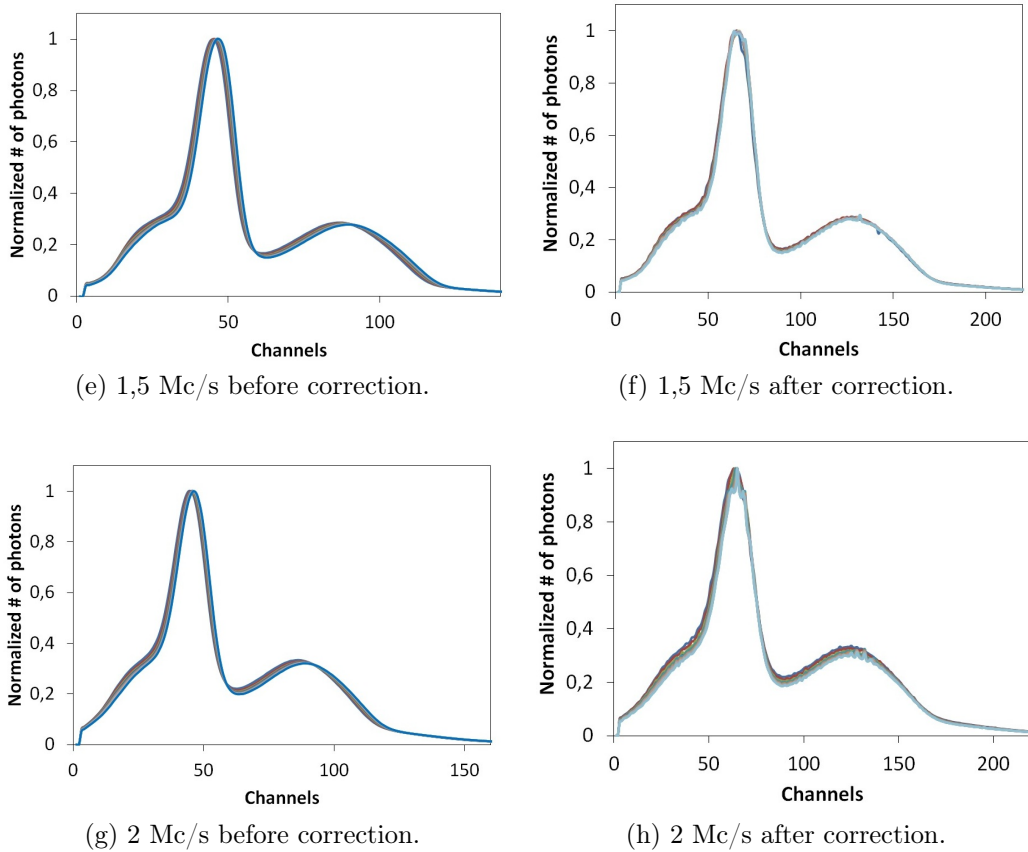 Normalized # of photons
1
0,8
0,6
0,4
0,2
0
0 50 100
Channels
(e) 1,5 Mc/s before correction.
Normalized # of photons
1
0,8
0,6
0,4
0,2
0
0 50 100 150 200
Channels
(f) 1,5 Mc/s after correction.
Normalized # of photons
1
0,8
0,6
0,4
0,2
0
0 50 100 150
Channels
(g) 2 Mc/s before correction.
Normalized # of photons
1
0,8
0,6
0,4
0,2
0
0 50 100 150 200
Channels
(h) 2 Mc/s after correction.